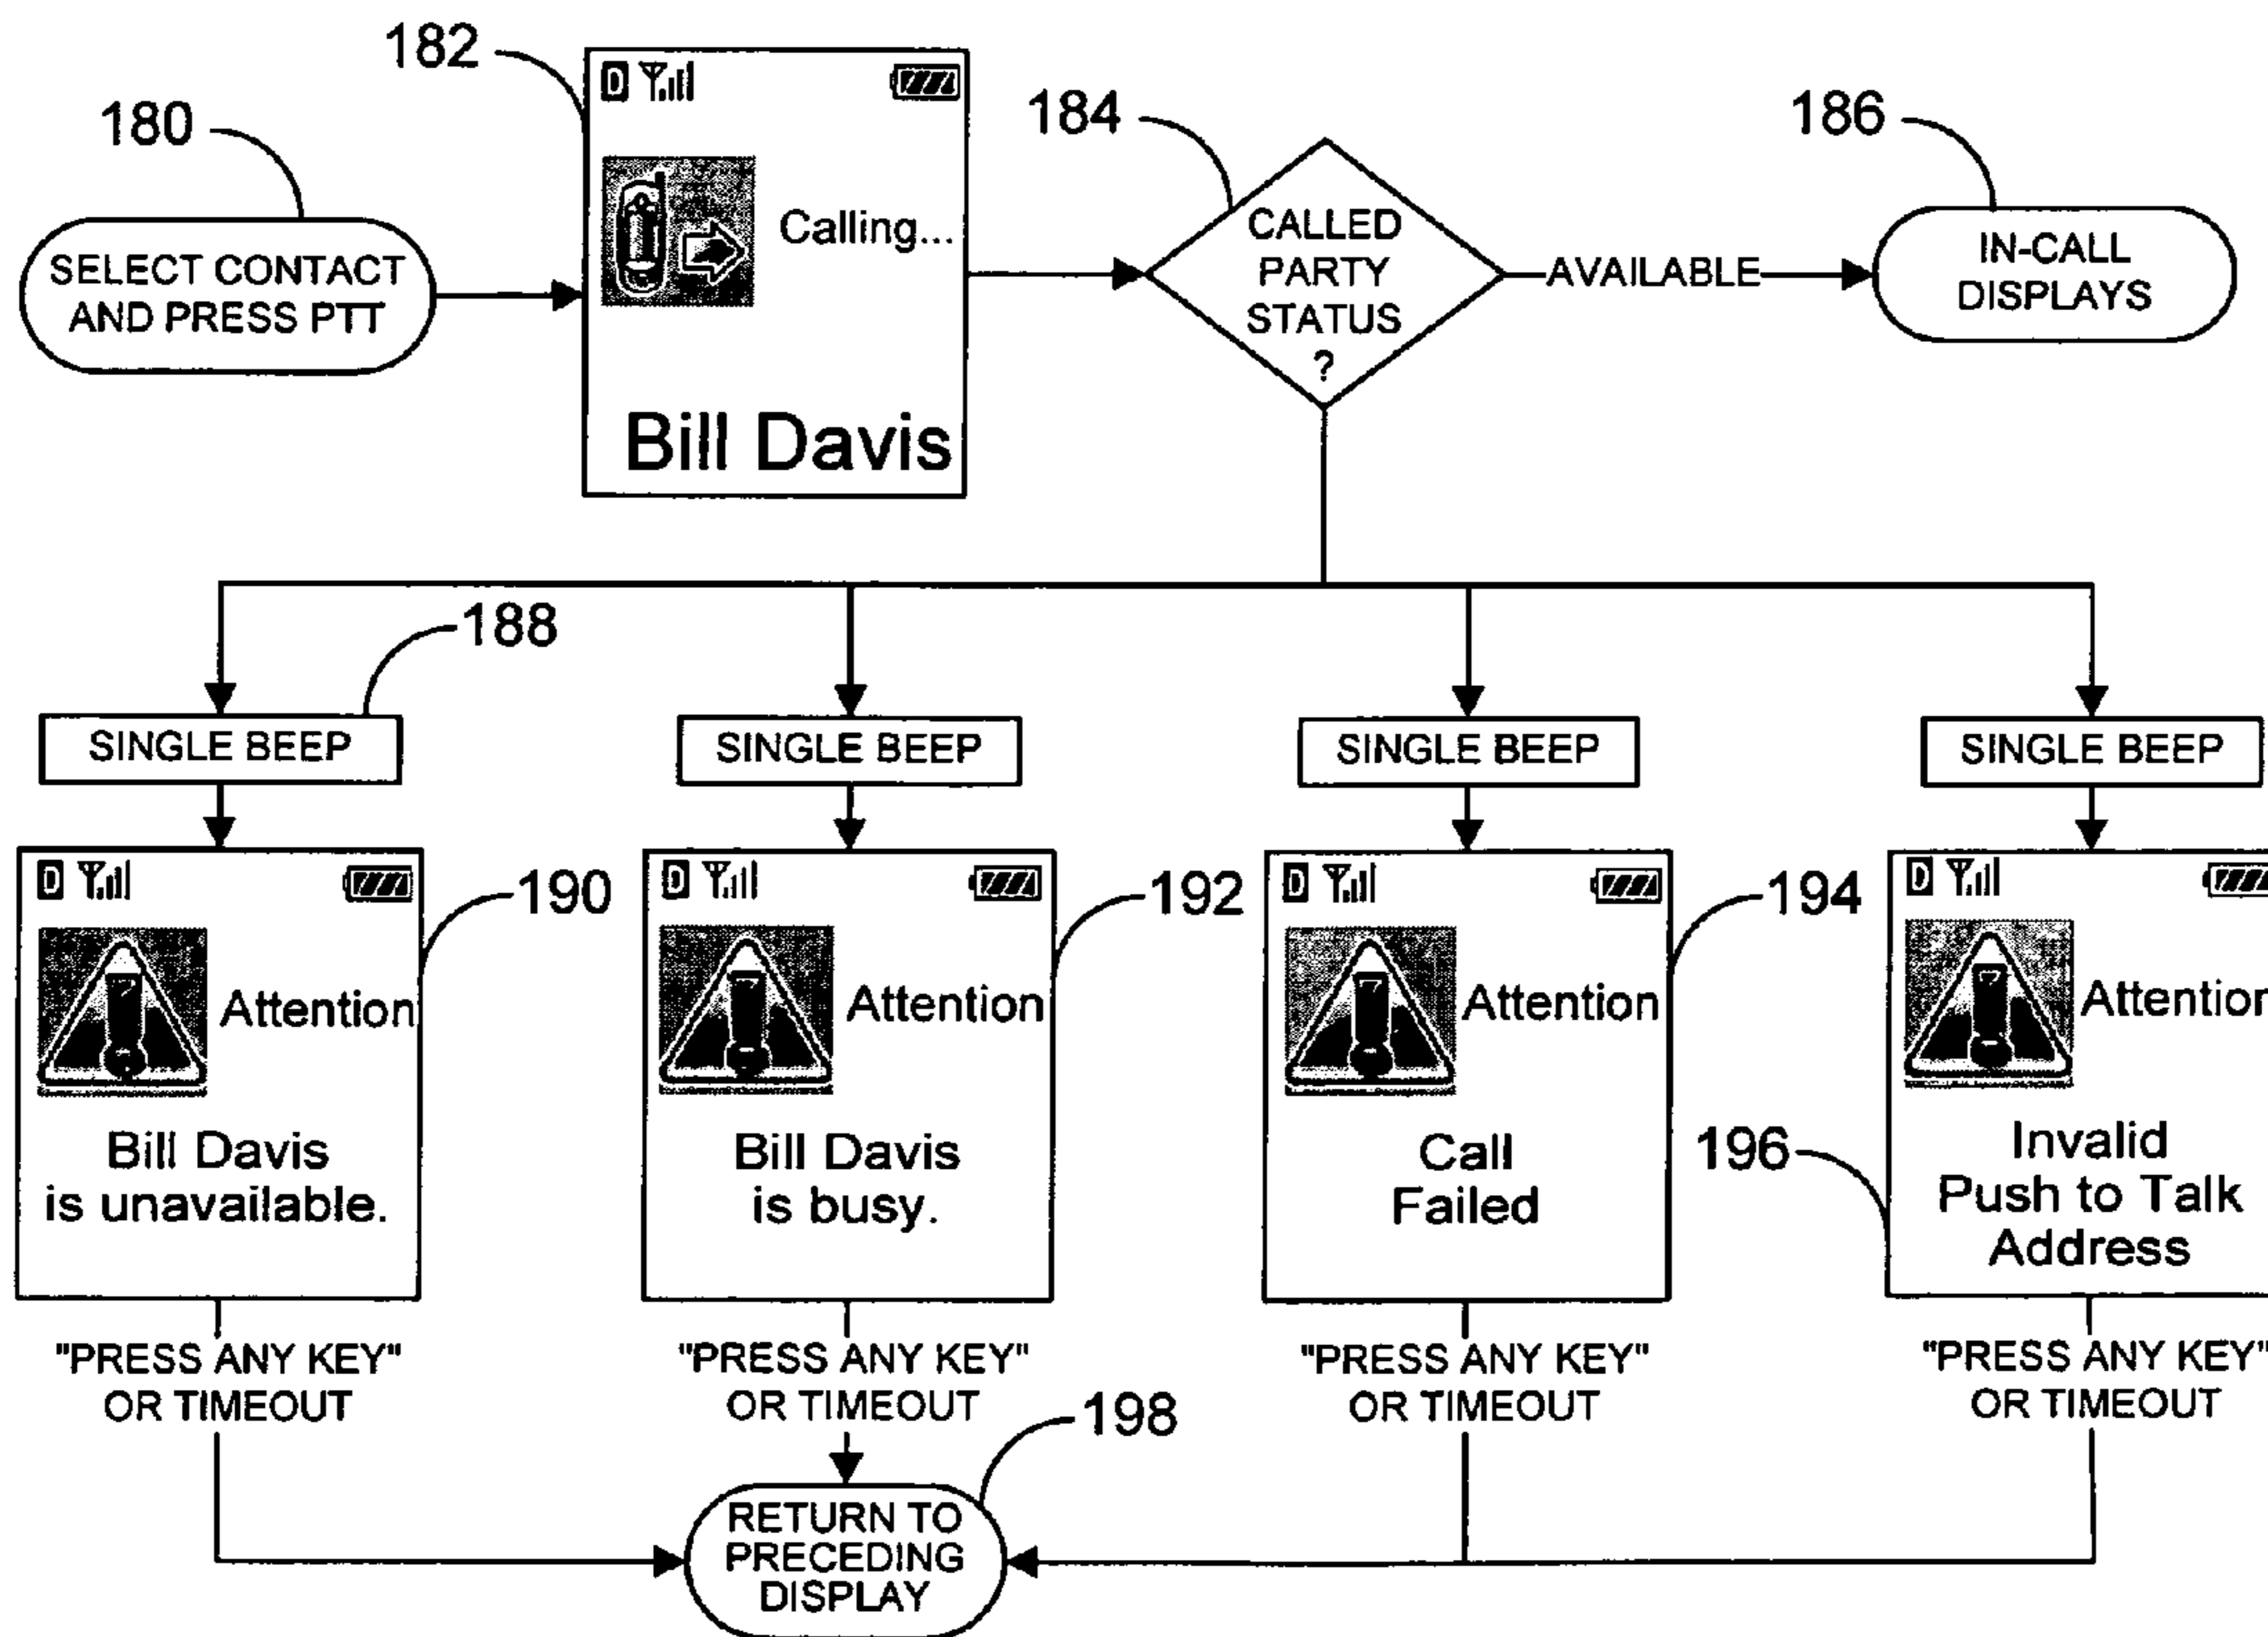 182
180
184
186
D
Calling...
Bill Davis
SELECT CONTACT
AND PRESS PTT
CALLED
PARTY
STATUS
?
AVAILABLE
IN-CALL
DISPLAYS
188
SINGLE BEEP
SINGLE BEEP
SINGLE BEEP
SINGLE BEEP
D
Attention
Bill Davis
is unavailable.
190
D
Attention
Bill Davis
is busy.
192
D
Attention
Call
Failed
194
D
Attention
Invalid
Push to Talk
Address
196
"PRESS ANY KEY"
OR TIMEOUT
"PRESS ANY KEY"
OR TIMEOUT
"PRESS ANY KEY"
OR TIMEOUT
"PRESS ANY KEY"
OR TIMEOUT
198
RETURN TO
PRECEDING
DISPLAY